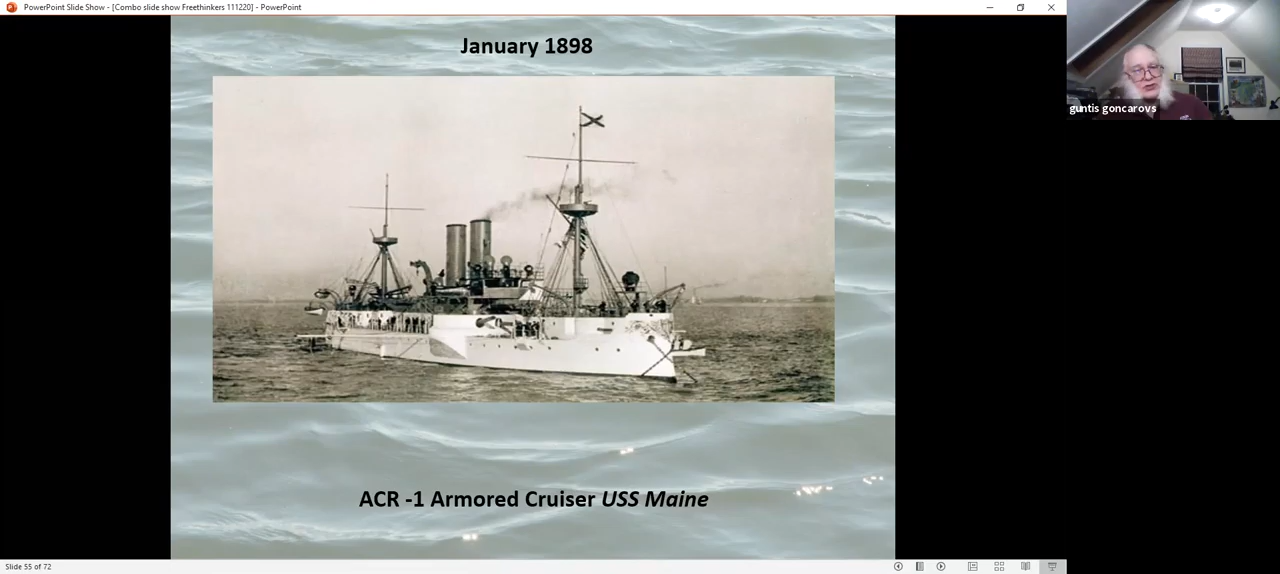 PowerPoint Slide Show - [Combo slide show Freethinkers 111220] - PowerPoint
January 1898
guntis goncarovs
ACR -1 Armored Cruiser USS Maine
Slide 55 of 72